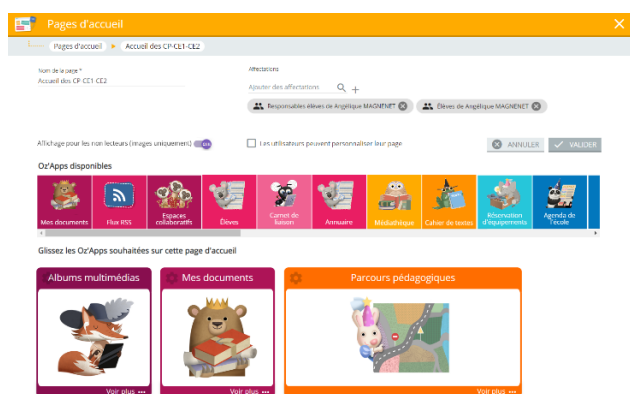 Pages d'accueil
Pages d'accueil
Accueil des CP-CE1-CE2
Nom de la page *
Accueil des CP CE1 CE2
Affectations
Ajouter des affectations
Responsables élèves de Angélique MAGNENET
Élèves de Angélique MAGNENET
Affichage pour les non lecteurs (images uniquement)
Les utilisateurs peuvent personnaliser leur page
ANNULER
VALIDER
Oz'Apps disponibles
Mes documents
Flux RSS
Espaces collaboratifs
Élèves
Carnet de liaison
Annuaire
Médiathèque
Cahier de textes
Réservation d'équipements
Agenda de l'école
Glissez les Oz'Apps souhaitées sur cette page d'accueil
Albums multimédias
Mes documents
Parcours pédagogiques
Voir plus •••
Voir plus •••
Voir plus •••